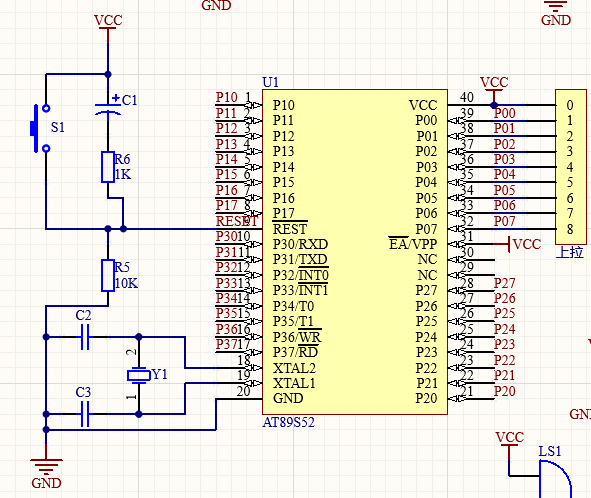 GND
GND
VCC
C1
S1
R6
1K
R5
10K
C2
C3
Y1
2
1
GND
U1
P10 1 P10
P11 2 P11
P12 3 P12
P13 4 P13
P14 5 P14
P15 6 P15
P16 7 P16
P17 8 P17
RESET 9 REST
P30 10 P30/RXD
P31 11 P31/TXD
P32 12 P32/INT0
P33 13 P33/INT1
P34 14 P34/T0
P35 15 P35/T1
P36 16 P36/WR
P37 17 P37/RD
18 XTAL2
19 XTAL1
20 GND
AT89S52
VCC
VCC 40 0
P00 39 P00 1
P01 38 P01 2
P02 37 P02 3
P03 36 P03 4
P04 35 P04 5
P05 34 P05 6
P06 33 P06 7
P07 32 P07 8
EA/VPP 31 VCC
NC 30
NC 29
P27 28 P27
P26 27 P26
P25 26 P25
P24 25 P24
P23 24 P23
P22 23 P22
P21 22 P21
P20 21 P20
上拉
VCC
LS1